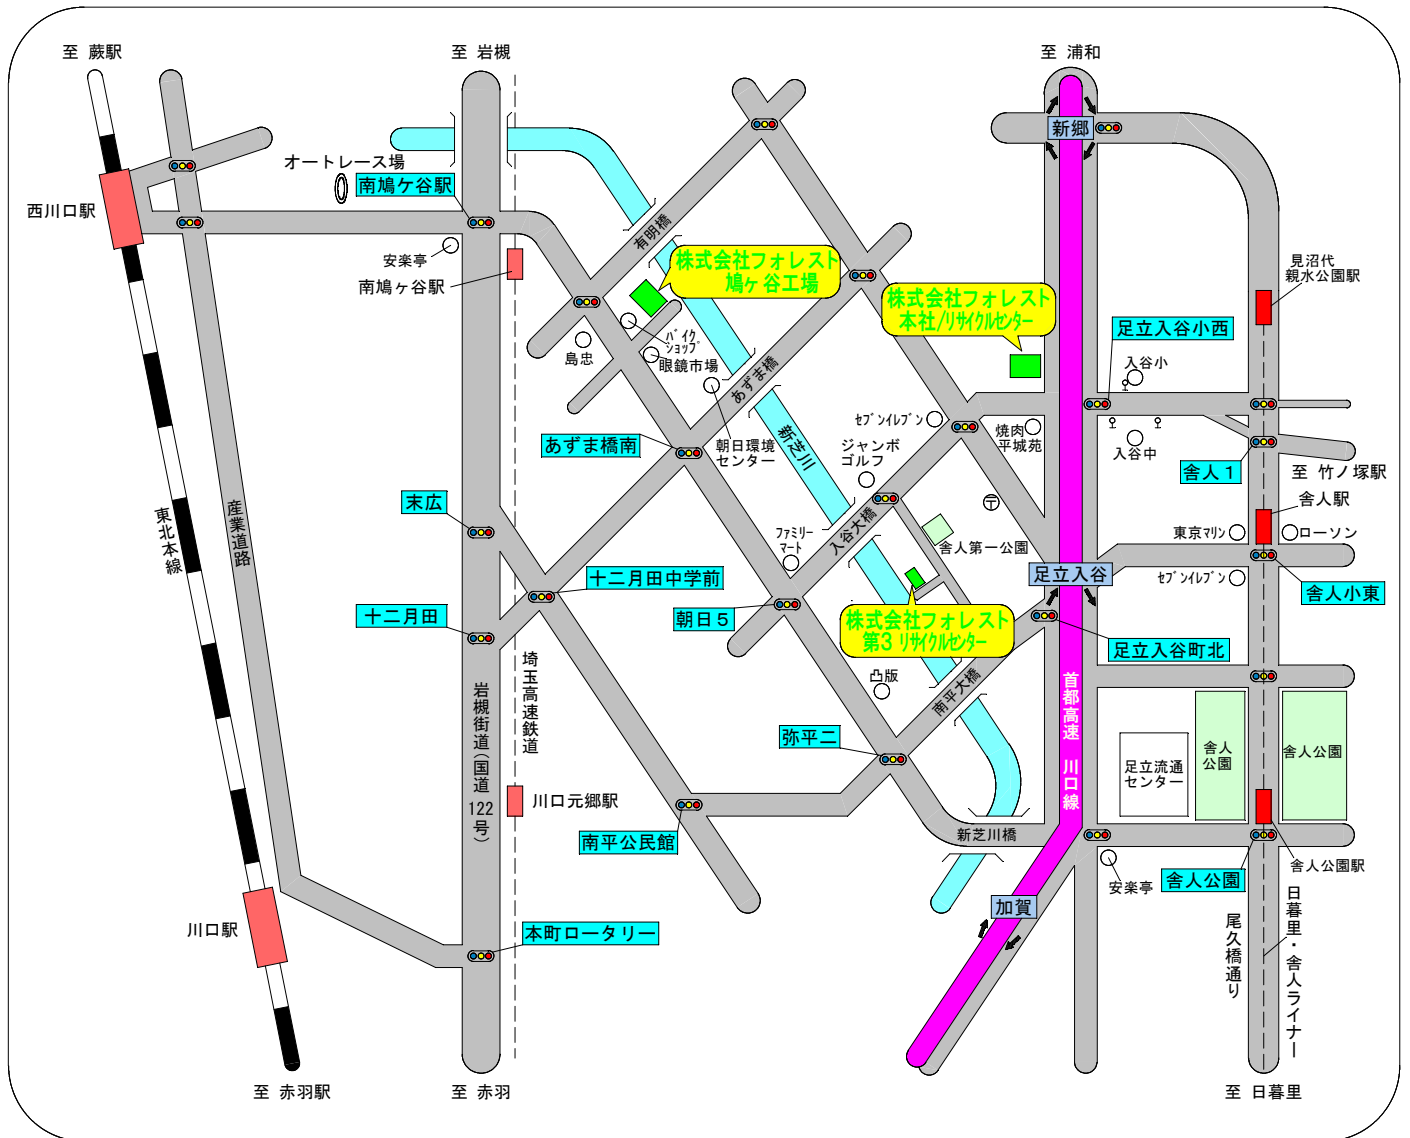 至 蕨駅
至 岩槻
至 浦和
新郷
オートレース場
南鳩ケ谷駅
西川口駅
有明橋
安楽亭
南鳩ヶ谷駅
株式会社フォレスト
鳩ヶ谷工場
見沼代
親水公園駅
株式会社フォレスト
本社/リサイクルセンター
足立入谷小西
バイク
ショップ
島忠
眼鏡市場
入谷小
あずま橋
セブンイレブン
焼肉
平城苑
入谷中
あずま橋南
朝日環境
センター
新芝川
ジャンボ
ゴルフ
舎人１
至 竹ノ塚駅
末広
産業道路
東北本線
舎人駅
入谷大橋
ファミリー
マート
舎人第一公園
東京マリン
ローソン
足立入谷
セブンイレブン
十二月田中学前
十二月田
朝日５
舎人小東
株式会社フォレスト
第3 リサイクルセンター
足立入谷町北
埼玉高速鉄道
岩槻街道(国道122号)
凸版
南平大橋
首都高速 川口線
弥平二
足立流通
センター
舎人
公園
舎人公園
川口元郷駅
南平公民館
新芝川橋
安楽亭
舎人公園
舎人公園駅
川口駅
加賀
本町ロータリー
尾久橋通り
日暮里・舎人ライナー
至 赤羽駅
至 赤羽
至 日暮里